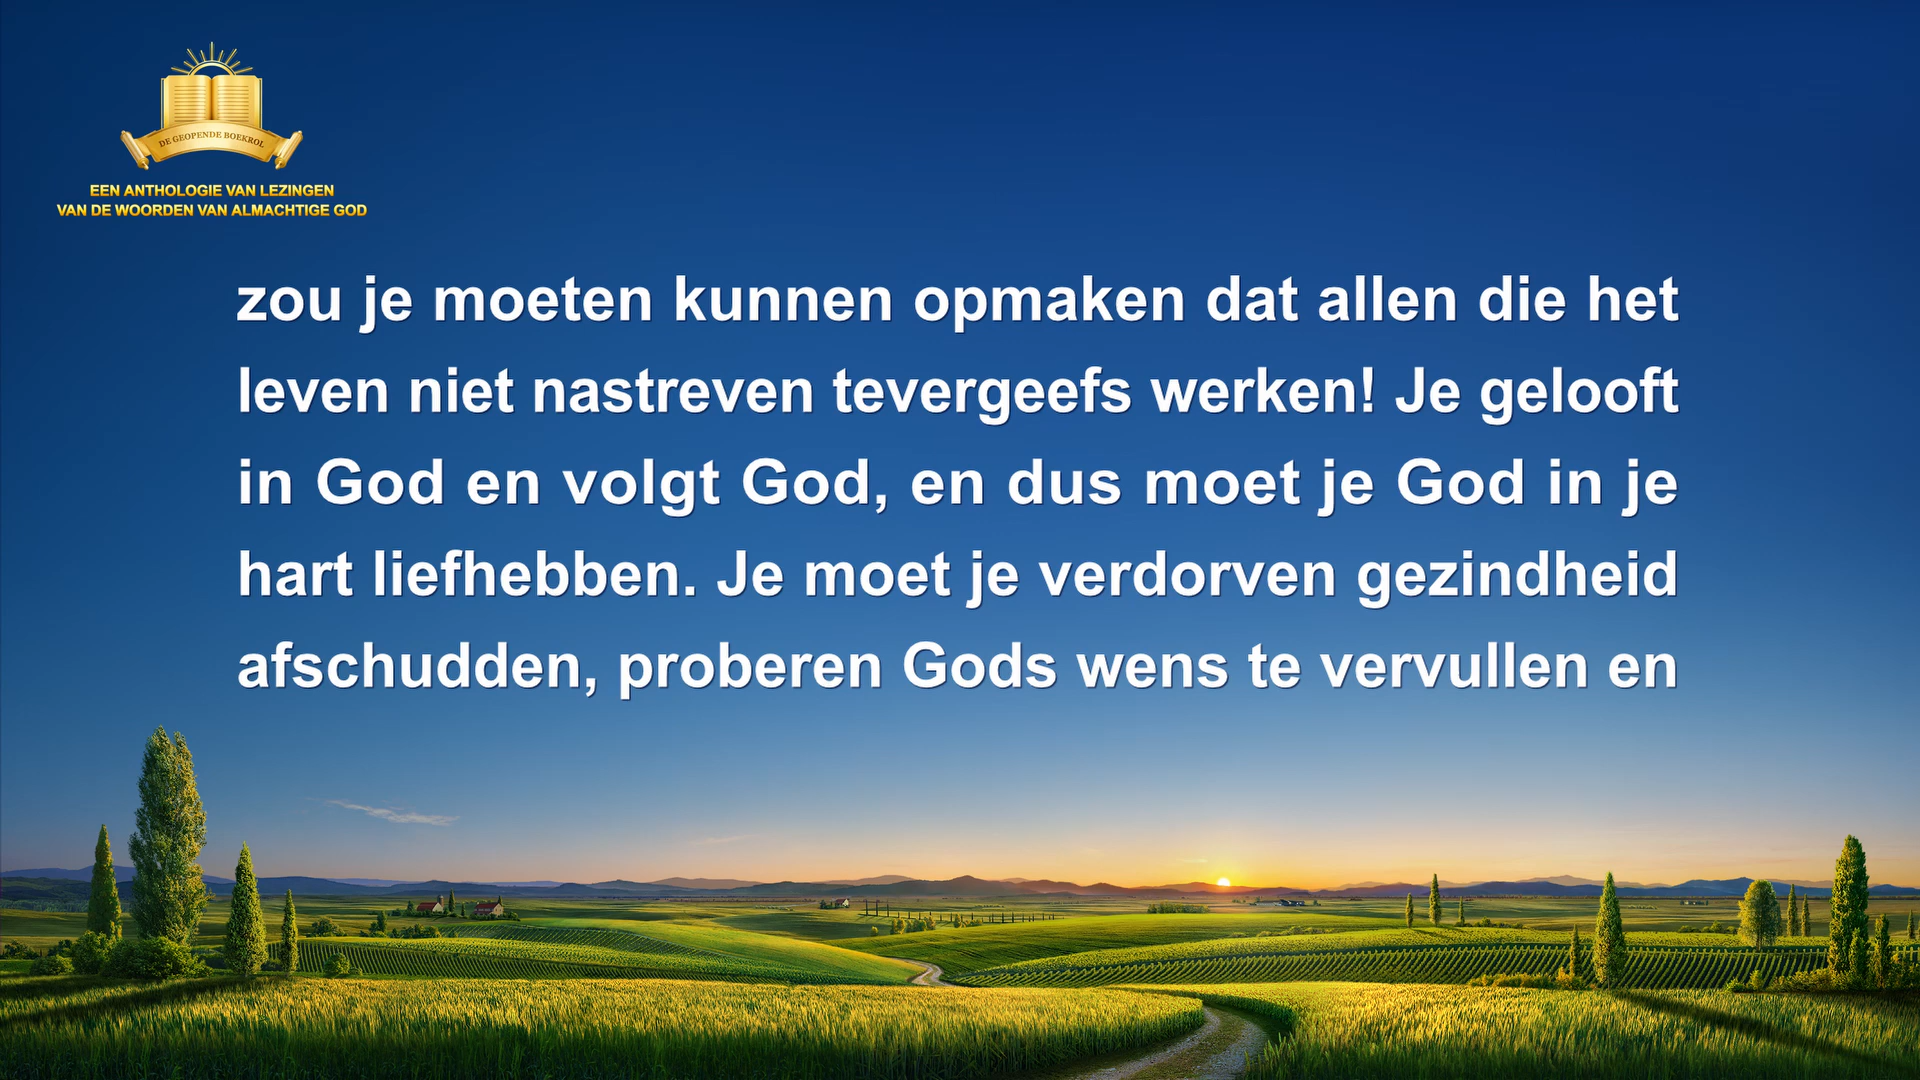 DE GEOPENDE BOEKROL
EEN ANTHOLOGIE VAN LEZINGEN
VAN DE WOORDEN VAN ALMACHTIGE GOD
zou je moeten kunnen opmaken dat allen die het
leven niet nastreven tevergeefs werken! Je gelooft
in God en volgt God, en dus moet je God in je
hart liefhebben. Je moet je verdorven gezindheid
afschudden, proberen Gods wens te vervullen en